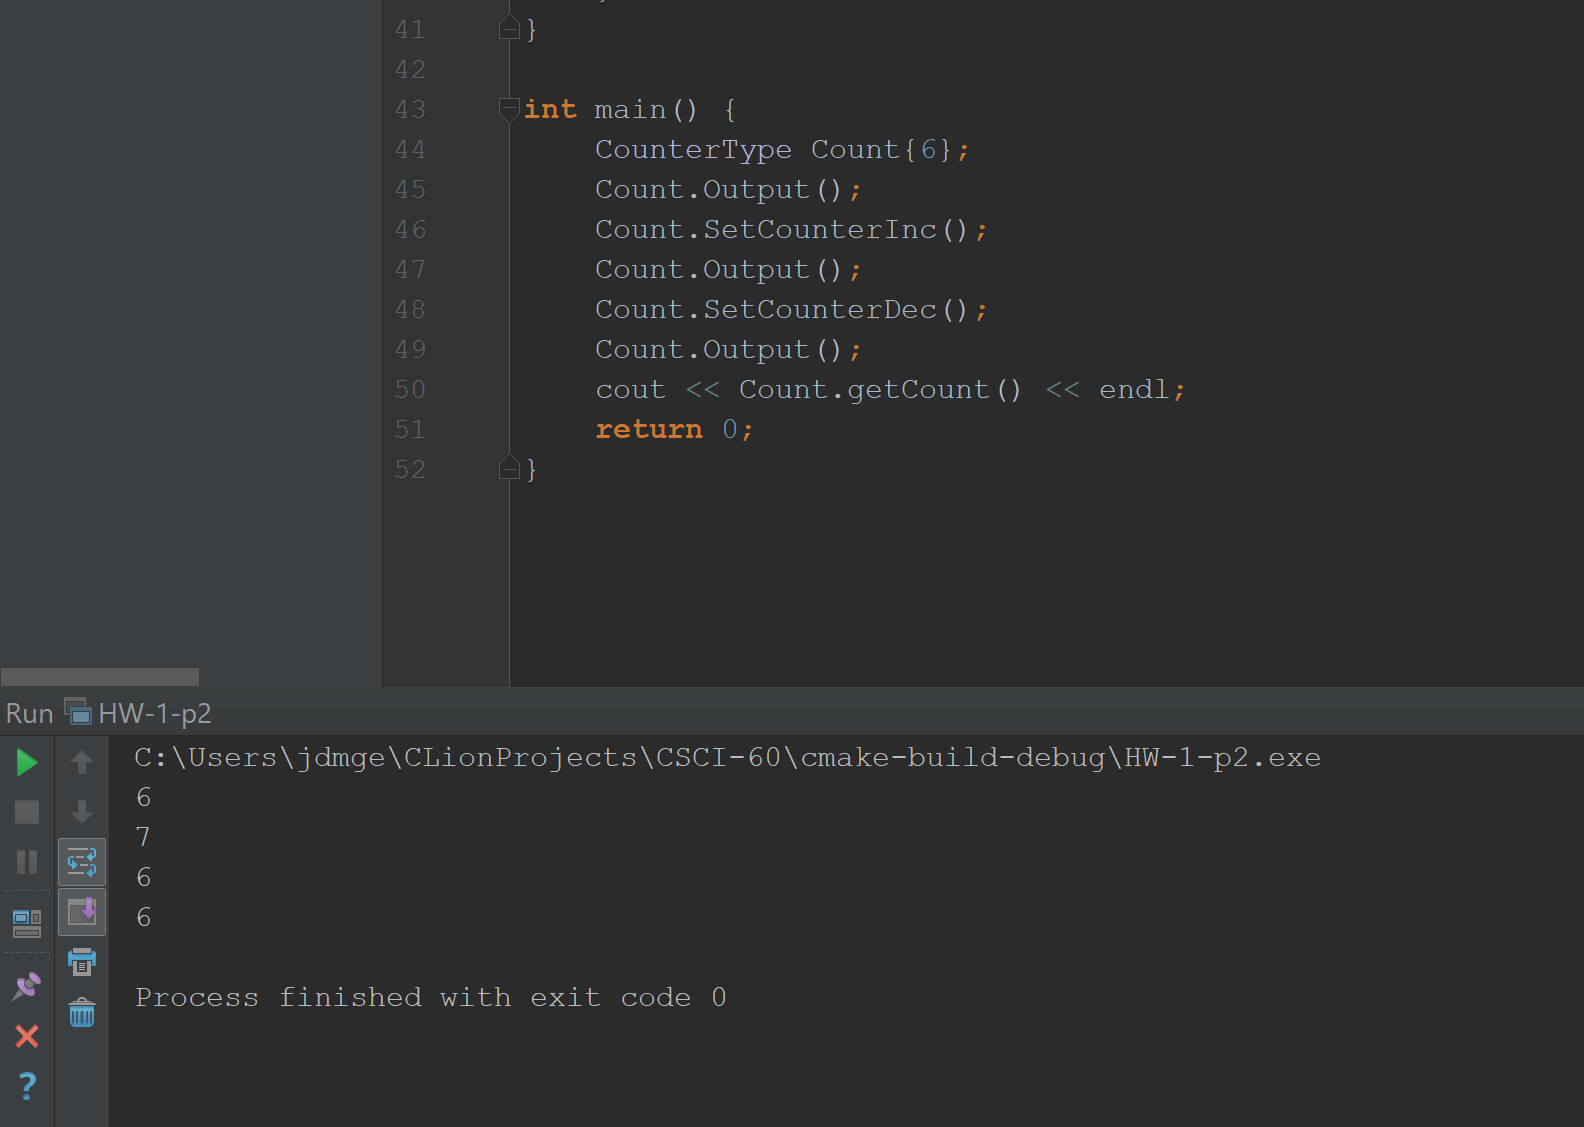 41 }
42
43 int main() {
44 CounterType Count{6};
45 Count.Output();
46 Count.SetCounterInc();
47 Count.Output();
48 Count.SetCounterDec();
49 Count.Output();
50 cout << Count.getCount() << endl;
51 return 0;
52 }
Run HW-1-p2
C:\Users\jdmge\CLionProjects\CSCI-60\cmake-build-debug\HW-1-p2.exe
6
7
6
6
Process finished with exit code 0
?